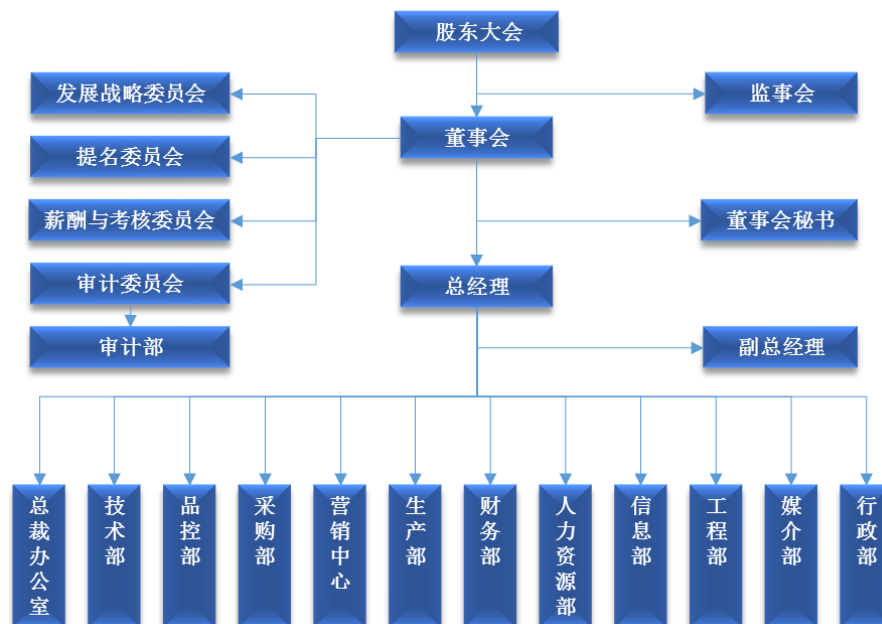 股东大会
发展战略委员会
监事会
董事会
提名委员会
薪酬与考核委员会
董事会秘书
审计委员会
总经理
审计部
副总经理
总裁办公室
技术部
品控部
采购部
营销中心
生产部
财务部
人力资源部
信息部
工程部
媒介部
行政部